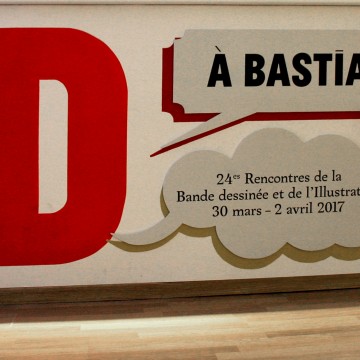 D
À BASTIA
24es Rencontres de la
Bande dessinée et de l'Illustrat
30 mars - 2 avril 2017